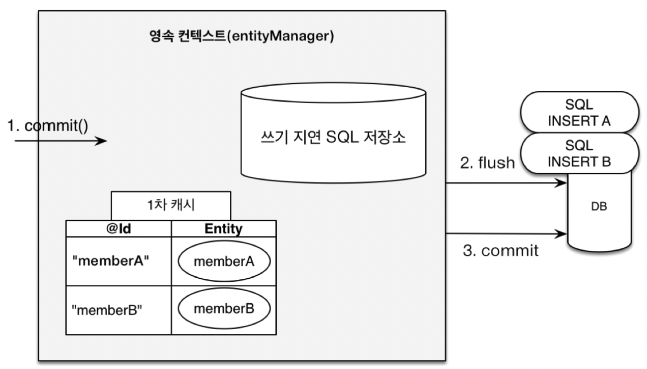 영속 컨텍스트(entityManager)
1. commit()
쓰기 지연 SQL 저장소
SQL
INSERT A
SQL
INSERT B
2. flush
DB
3. commit
1차 캐시
@Id Entity
"memberA" memberA
"memberB" memberB